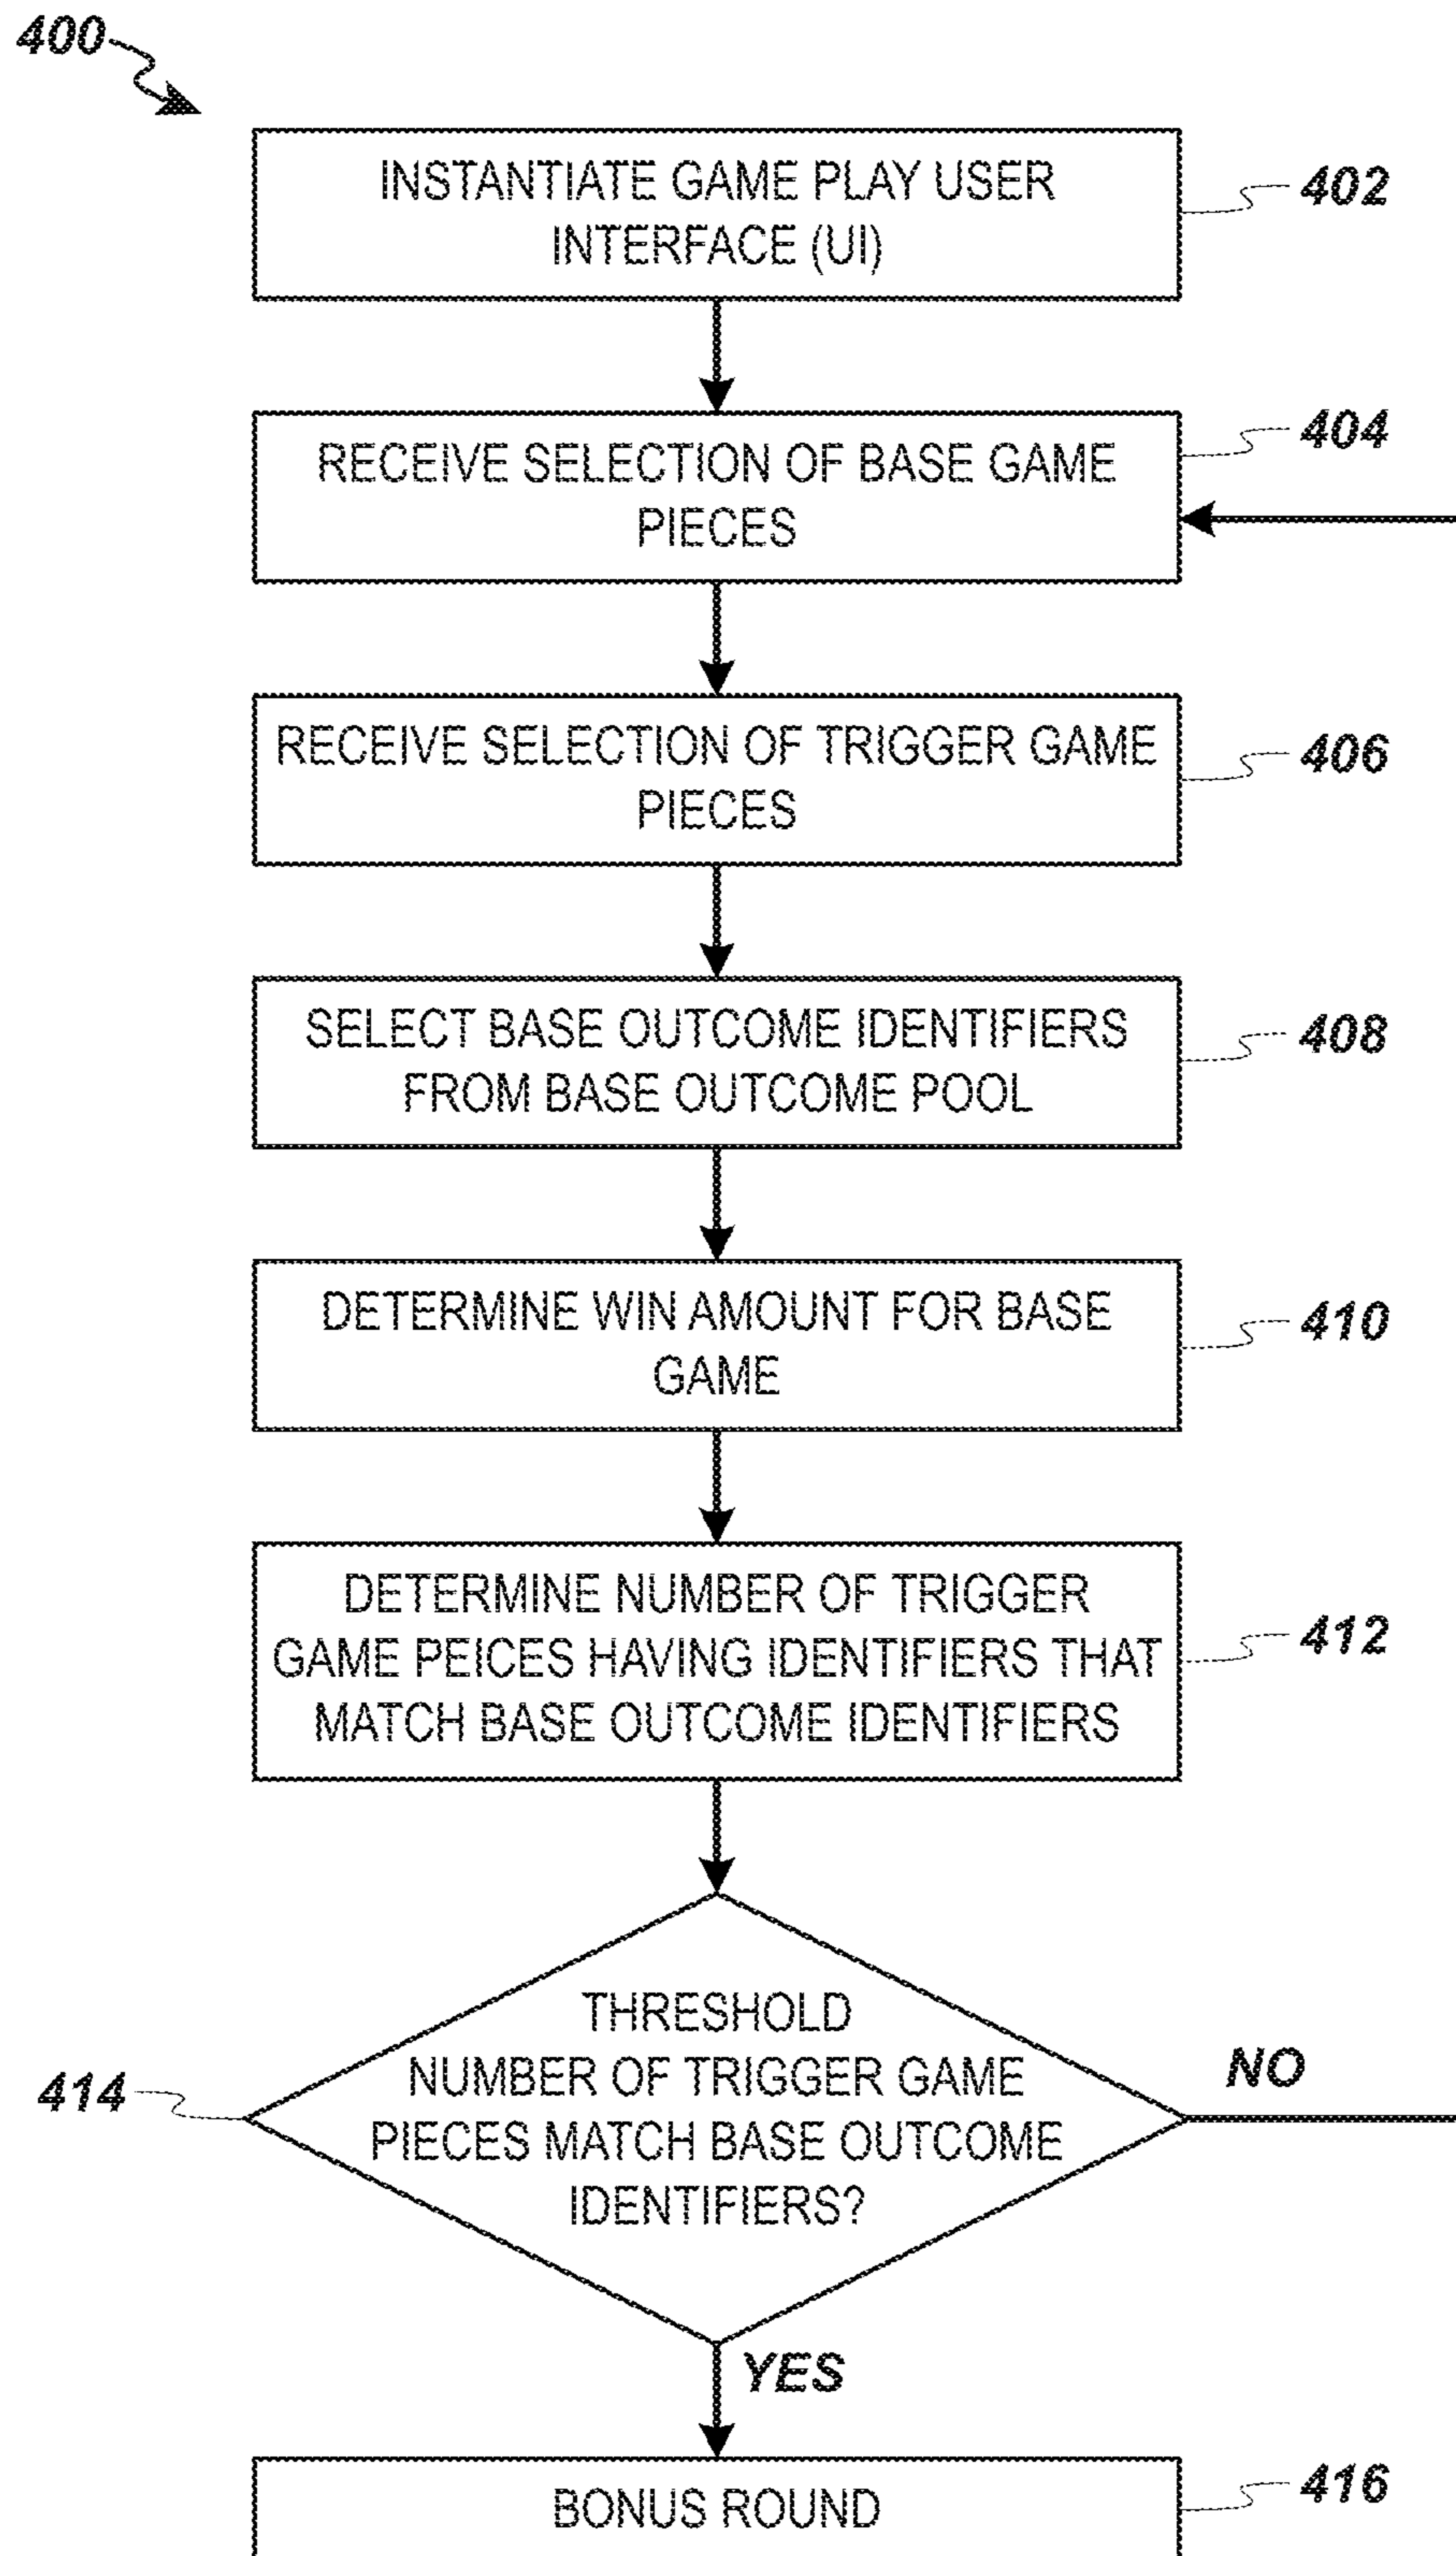 400
INSTANTIATE GAME PLAY USER
INTERFACE (UI)
402
RECEIVE SELECTION OF BASE GAME
PIECES
404
RECEIVE SELECTION OF TRIGGER GAME
PIECES
406
SELECT BASE OUTCOME IDENTIFIERS
FROM BASE OUTCOME POOL
408
DETERMINE WIN AMOUNT FOR BASE
GAME
410
DETERMINE NUMBER OF TRIGGER
GAME PEICES HAVING IDENTIFIERS THAT
MATCH BASE OUTCOME IDENTIFIERS
412
THRESHOLD
NUMBER OF TRIGGER GAME
PIECES MATCH BASE OUTCOME
IDENTIFIERS?
414
NO
YES
BONUS ROUND
416